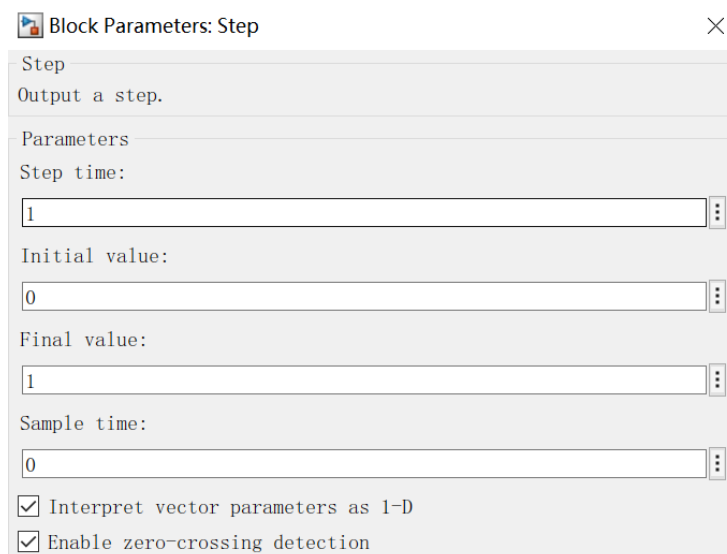 Block Parameters: Step
Step
Output a step.
Parameters
Step time:
1
Initial value:
0
Final value:
1
Sample time:
0
Interpret vector parameters as 1-D
Enable zero-crossing detection